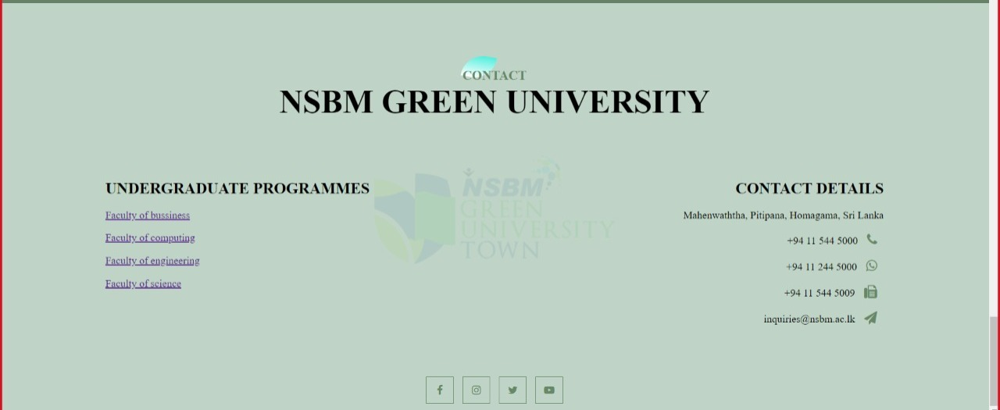 CONTACT
NSBM GREEN UNIVERSITY
UNDERGRADUATE PROGRAMMES
Faculty of bussiness
Faculty of computing
Faculty of engineering
Faculty of science
NSBM
GREEN
UNIVERSITY
TOWN
CONTACT DETAILS
Mahenwaththa, Pitipana, Homagama, Sri Lanka
+94 11 544 5000
+94 11 244 5000
+94 11 544 5009
inquiries@nsbm.ac.lk